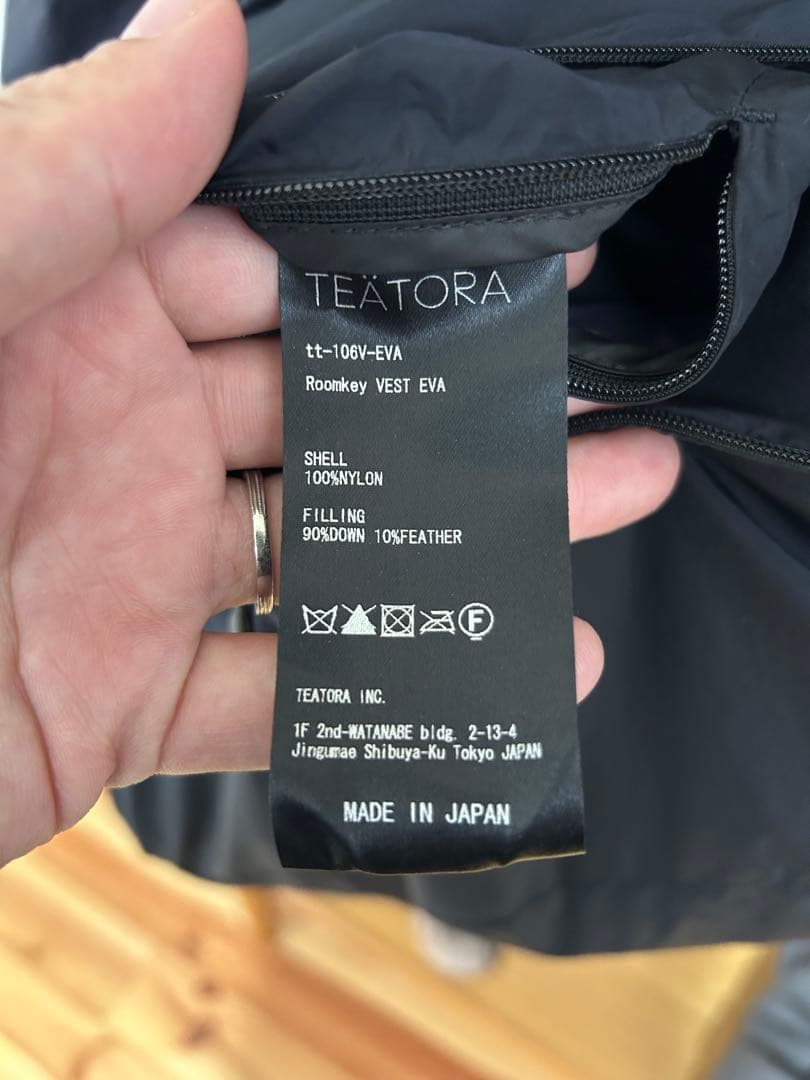 TEÄTORA
tt-106V-EVA
Roomkey VEST EVA
SHELL
100%NYLON
FILLING
90%DOWN 10%FEATHER
F
TEATORA INC.
1F 2nd-WATANABE bldg. 2-13-4
Jingumae Shibuya-Ku Tokyo JAPAN
MADE IN JAPAN